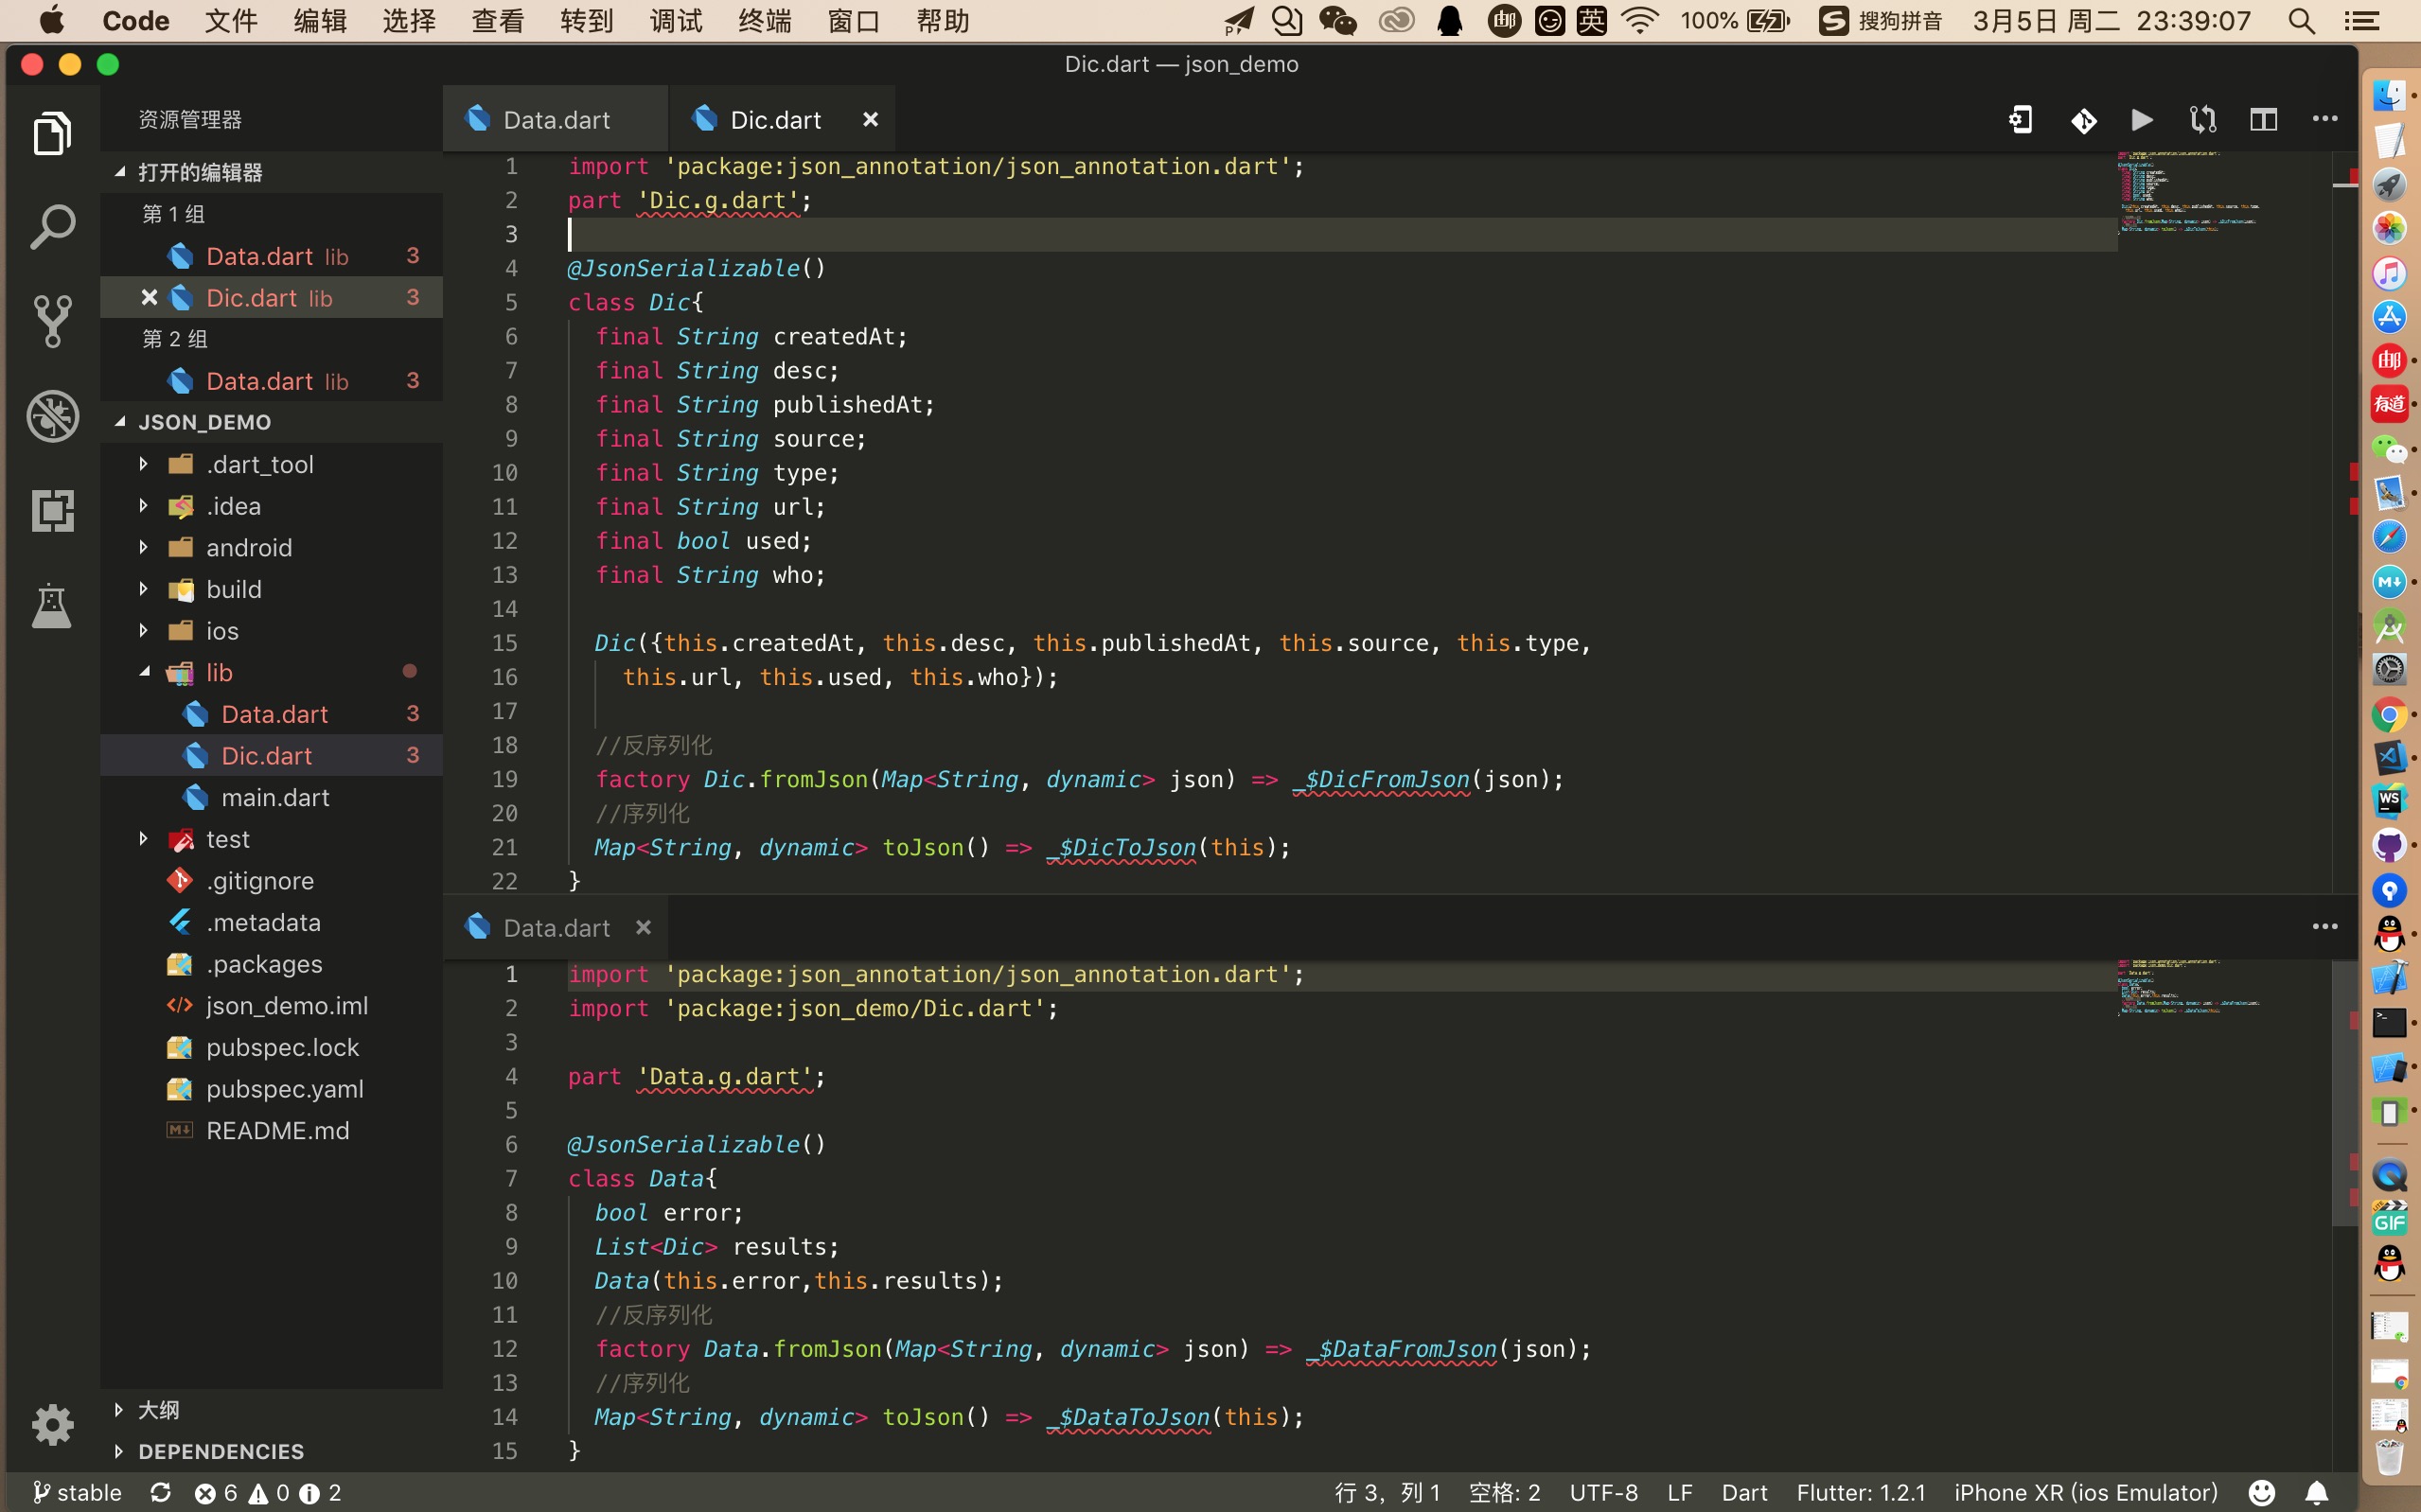 Code 文件 编辑 选择 查看 转到 调试 终端 窗口 帮助 邮 英 100% 搜狗拼音 3月5日 周二 23:39:07
Dic.dart — json_demo
资源管理器
打开的编辑器
第 1 组
Data.dart lib 3
Dic.dart lib 3
第 2 组
Data.dart lib 3
JSON_DEMO
.dart_tool
.idea
android
build
ios
lib
Data.dart 3
Dic.dart 3
main.dart
test
.gitignore
.metadata
.packages
json_demo.iml
pubspec.lock
pubspec.yaml
README.md
大纲
DEPENDENCIES
Data.dart Dic.dart
1 import 'package:json_annotation/json_annotation.dart';
2 part 'Dic.g.dart';
3
4 @JsonSerializable()
5 class Dic{
6 final String createdAt;
7 final String desc;
8 final String publishedAt;
9 final String source;
10 final String type;
11 final String url;
12 final bool used;
13 final String who;
14
15 Dic({this.createdAt, this.desc, this.publishedAt, this.source, this.type,
16 this.url, this.used, this.who});
17
18 //反序列化
19 factory Dic.fromJson(Map<String, dynamic> json) => _$DicFromJson(json);
20 //序列化
21 Map<String, dynamic> toJson() => _$DicToJson(this);
22 }
Data.dart
1 import 'package:json_annotation/json_annotation.dart';
2 import 'package:json_demo/Dic.dart';
3
4 part 'Data.g.dart';
5
6 @JsonSerializable()
7 class Data{
8 bool error;
9 List<Dic> results;
10 Data(this.error,this.results);
11 //反序列化
12 factory Data.fromJson(Map<String, dynamic> json) => _$DataFromJson(json);
13 //序列化
14 Map<String, dynamic> toJson() => _$DataToJson(this);
15 }
stable 6 0 2 行 3，列 1 空格: 2 UTF-8 LF Dart Flutter: 1.2.1 iPhone XR (ios Emulator)
邮
有道
WS
GIF